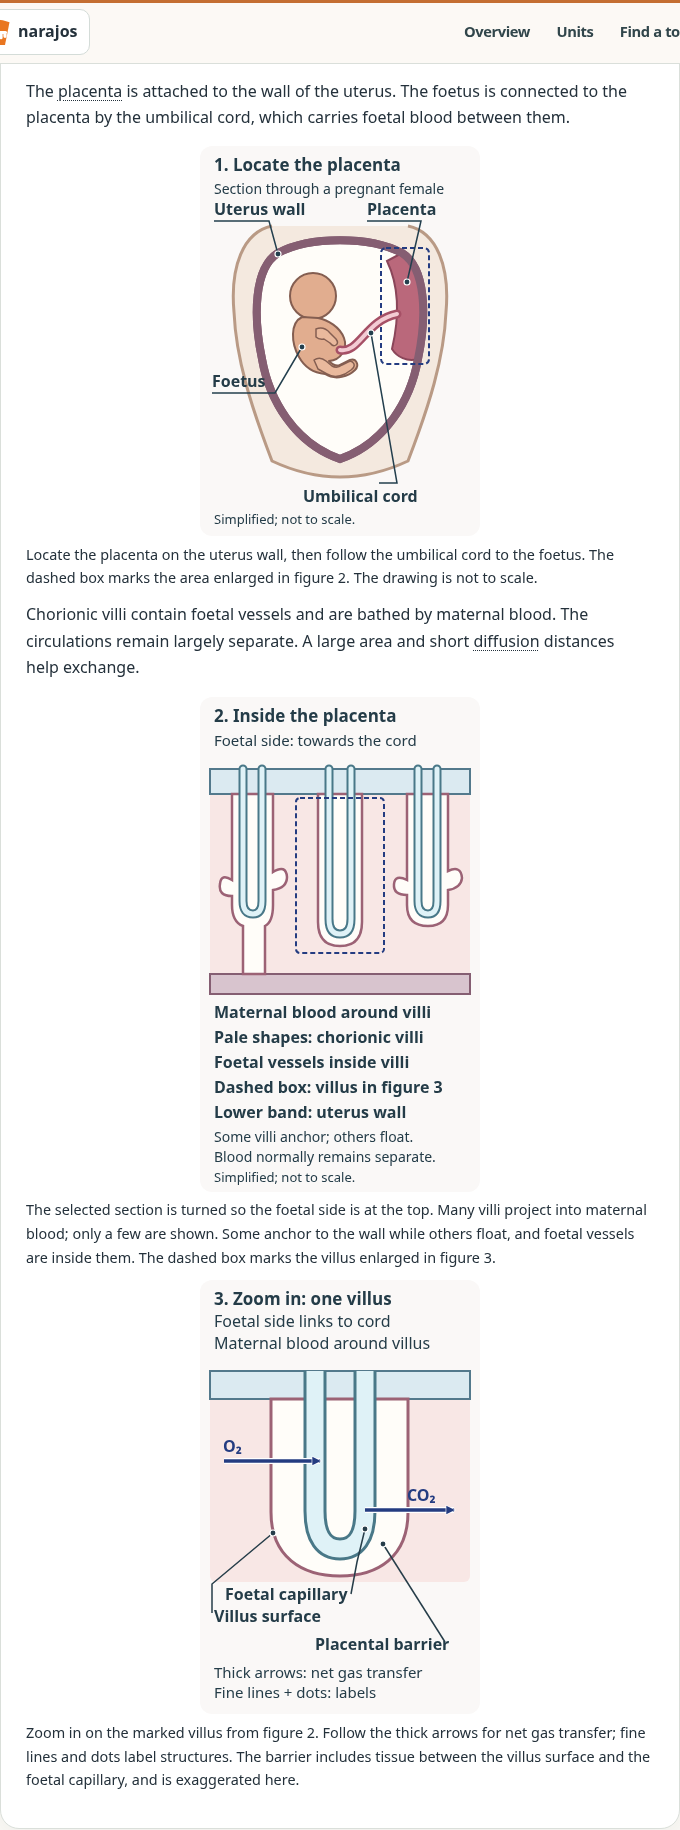 narajos
Overview Units Find a to
The placenta is attached to the wall of the uterus. The foetus is connected to the
placenta by the umbilical cord, which carries foetal blood between them.
1. Locate the placenta
Section through a pregnant female
Uterus wall Placenta
Foetus
Umbilical cord
Simplified; not to scale.
Locate the placenta on the uterus wall, then follow the umbilical cord to the foetus. The
dashed box marks the area enlarged in figure 2. The drawing is not to scale.
Chorionic villi contain foetal vessels and are bathed by maternal blood. The
circulations remain largely separate. A large area and short diffusion distances
help exchange.
2. Inside the placenta
Foetal side: towards the cord
Maternal blood around villi
Pale shapes: chorionic villi
Foetal vessels inside villi
Dashed box: villus in figure 3
Lower band: uterus wall
Some villi anchor; others float.
Blood normally remains separate.
Simplified; not to scale.
The selected section is turned so the foetal side is at the top. Many villi project into maternal
blood; only a few are shown. Some anchor to the wall while others float, and foetal vessels
are inside them. The dashed box marks the villus enlarged in figure 3.
3. Zoom in: one villus
Foetal side links to cord
Maternal blood around villus
O₂
CO₂
Foetal capillary
Villus surface
Placental barrier
Thick arrows: net gas transfer
Fine lines + dots: labels
Zoom in on the marked villus from figure 2. Follow the thick arrows for net gas transfer; fine
lines and dots label structures. The barrier includes tissue between the villus surface and the
foetal capillary, and is exaggerated here.